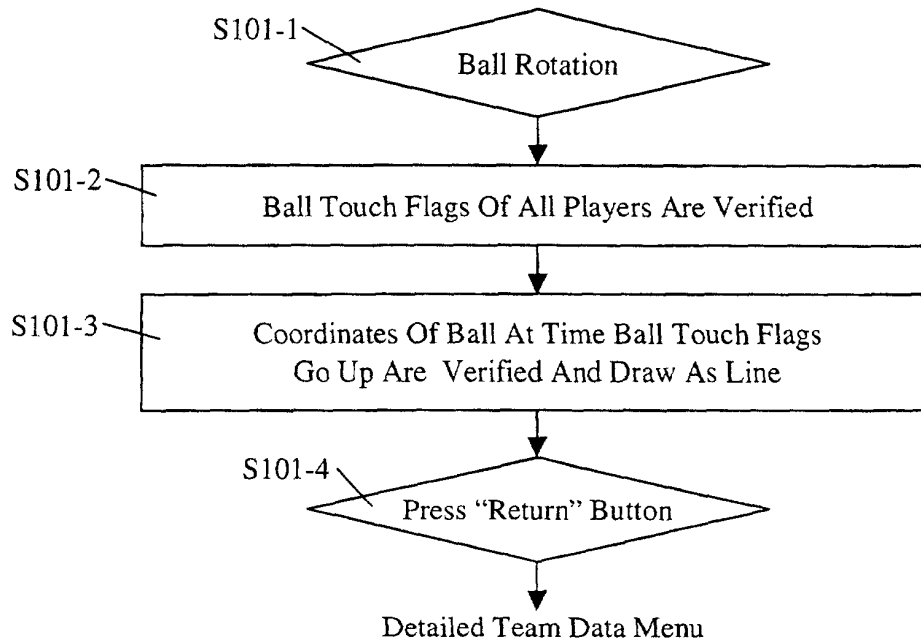 S101-1
Ball Rotation
S101-2
Ball Touch Flags Of All Players Are Verified
S101-3
Coordinates Of Ball At Time Ball Touch Flags
Go Up Are Verified And Draw As Line
S101-4
Press “Return” Button
Detailed Team Data Menu